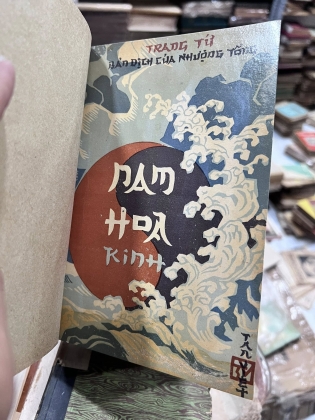 TRANG TỬ
BẢN DỊCH CỦA NHƯỢNG TỐNG
NAM
HOA
KINH
TÂN VIỆT